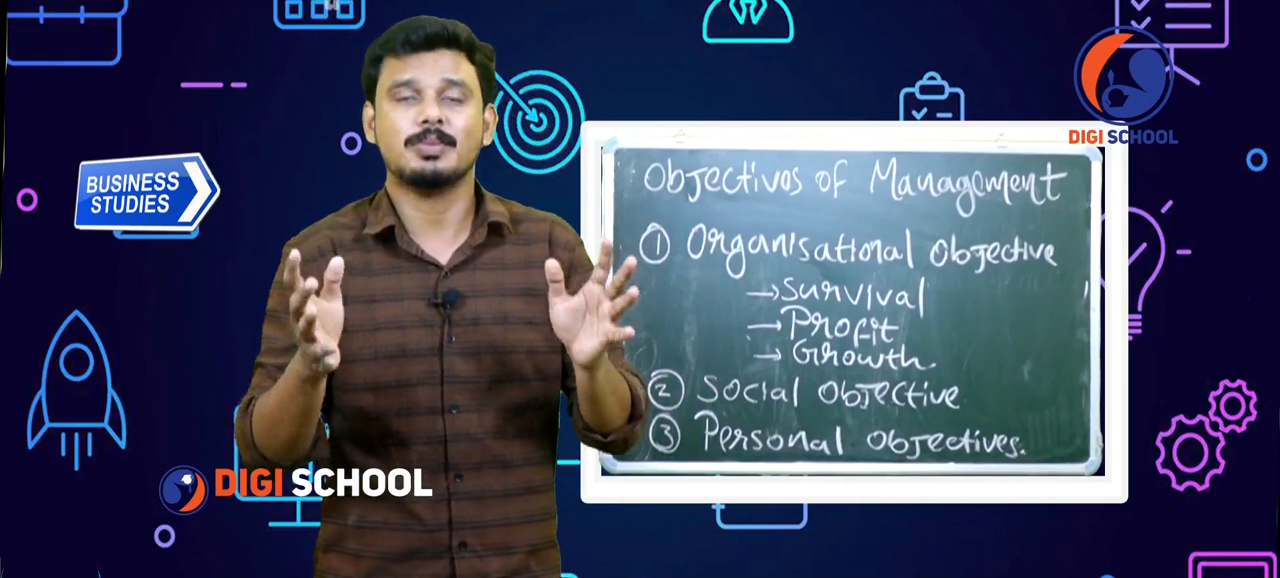 DIGI SCHOOL
BUSINESS
STUDIES
Objectives of Management
① Organisational Objective
→ Survival
→ Profit
→ Growth.
② Social Objective
③ Personal Objectives.
DIGI SCHOOL